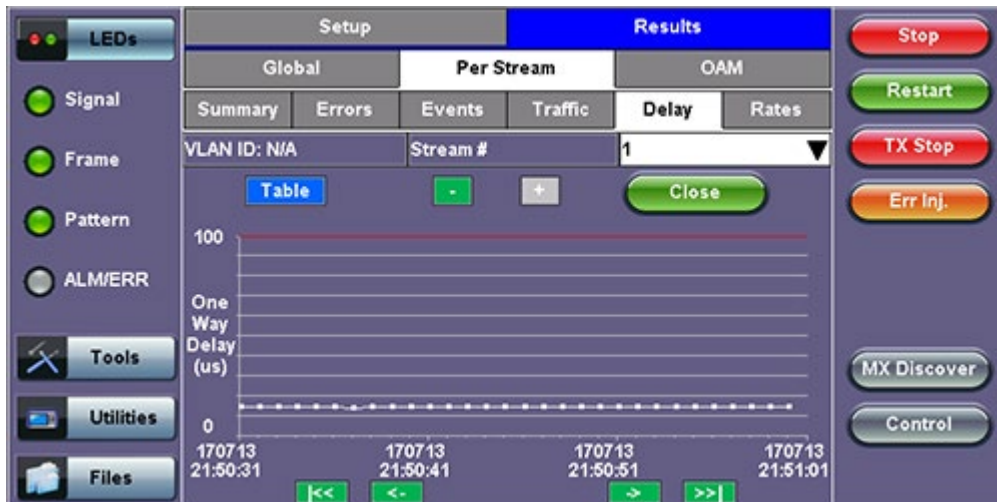 LEDs
Signal
Frame
Pattern
ALM/ERR
Tools
Utilities
Files
Setup Results
Global Per Stream OAM
Summary Errors Events Traffic Delay Rates
VLAN ID: N/A Stream # 1
Table - + Close
100
One
Way
Delay
(us)
0
170713 170713 170713 170713
21:50:31 21:50:41 21:50:51 21:51:01
|<< <- -> >>|
Stop
Restart
TX Stop
Err Inj.
MX Discover
Control